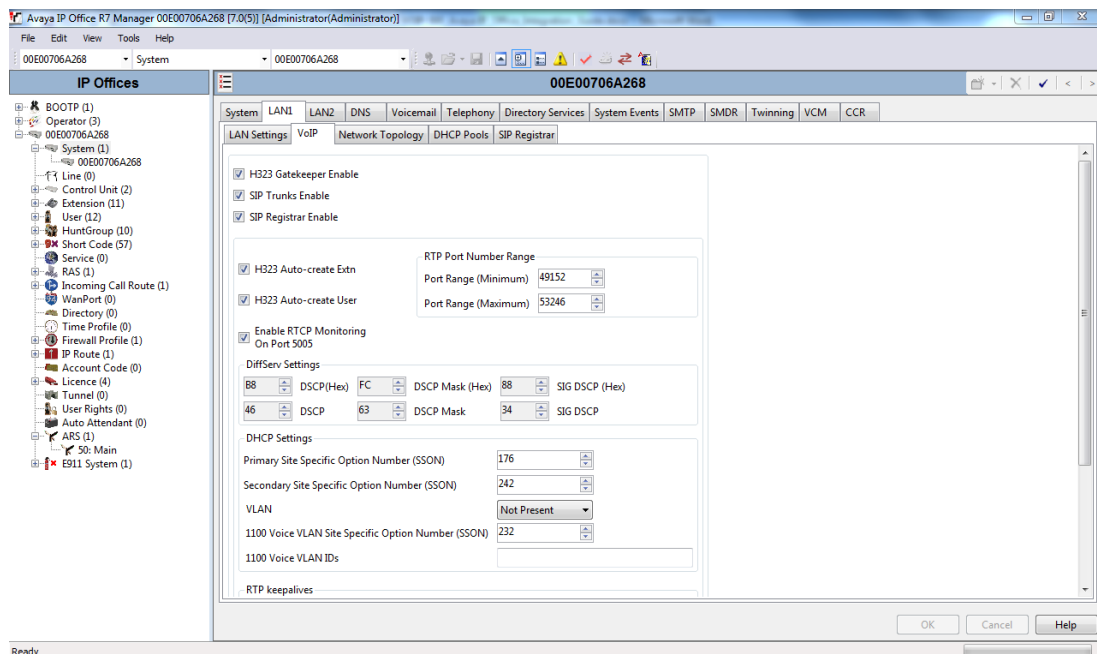 Avaya IP Office R7 Manager 00E00706A268 [7.0(5)] [Administrator(Administrator)]
File Edit View Tools Help
00E00706A268 System 00E00706A268
IP Offices
00E00706A268
BOOTP (1)
Operator (3)
00E00706A268
System (1)
00E00706A268
Line (0)
Control Unit (2)
Extension (11)
User (12)
HuntGroup (10)
Short Code (57)
Service (0)
RAS (1)
Incoming Call Route (1)
WanPort (0)
Directory (0)
Time Profile (0)
Firewall Profile (1)
IP Route (1)
Account Code (0)
Licence (4)
Tunnel (0)
User Rights (0)
Auto Attendant (0)
ARS (1)
50: Main
E911 System (1)
System LAN1 LAN2 DNS Voicemail Telephony Directory Services System Events SMTP SMDR Twinning VCM CCR
LAN Settings VoIP Network Topology DHCP Pools SIP Registrar
H323 Gatekeeper Enable
SIP Trunks Enable
SIP Registrar Enable
H323 Auto-create Extn
H323 Auto-create User
Enable RTCP Monitoring
On Port 5005
RTP Port Number Range
Port Range (Minimum) 49152
Port Range (Maximum) 53246
DiffServ Settings
B8 DSCP(Hex) FC DSCP Mask (Hex) 88 SIG DSCP (Hex)
46 DSCP 63 DSCP Mask 34 SIG DSCP
DHCP Settings
Primary Site Specific Option Number (SSON) 176
Secondary Site Specific Option Number (SSON) 242
VLAN Not Present
1100 Voice VLAN Site Specific Option Number (SSON) 232
1100 Voice VLAN IDs
RTP keepalives
OK Cancel Help
Ready